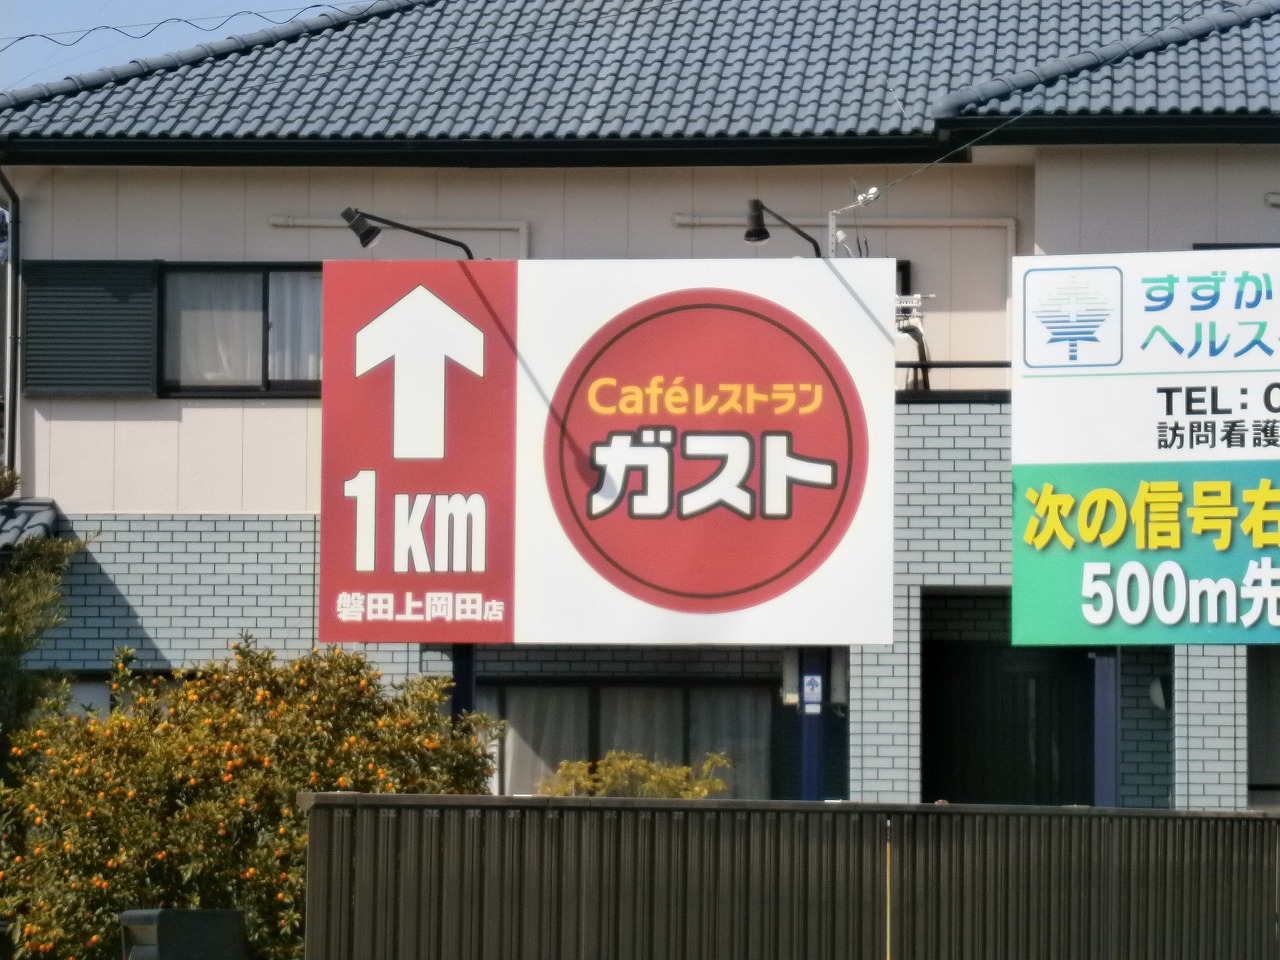 1Km
磐田上岡田店
Caféレストラン
ガスト
すずか
ヘルス
TEL：0
訪問看護
次の信号右
500m先